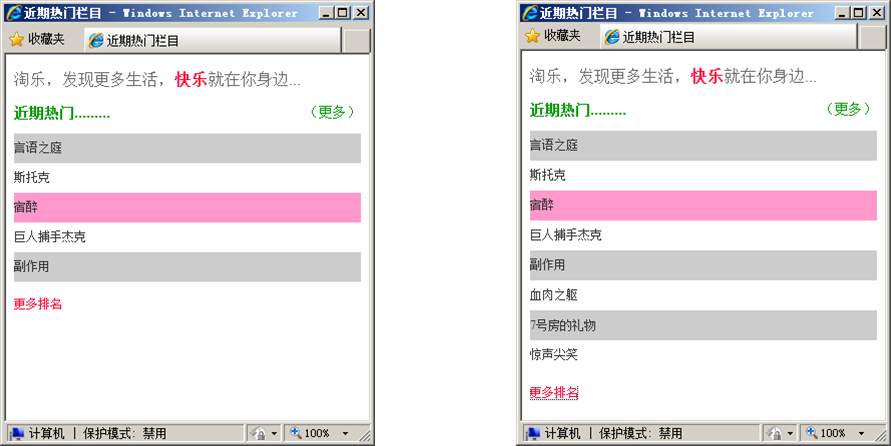 近期热门栏目 - Windows Internet Explorer
收藏夹 近期热门栏目
淘乐，发现更多生活，快乐就在你身边...
近期热门......... （更多）
言语之庭
斯托克
宿醉
巨人捕手杰克
副作用
更多排名
计算机 | 保护模式: 禁用 100%
近期热门栏目 - Windows Internet Explorer
收藏夹 近期热门栏目
淘乐，发现更多生活，快乐就在你身边...
近期热门......... （更多）
言语之庭
斯托克
宿醉
巨人捕手杰克
副作用
血肉之躯
7号房的礼物
惊声尖笑
更多排名
计算机 | 保护模式: 禁用 100%